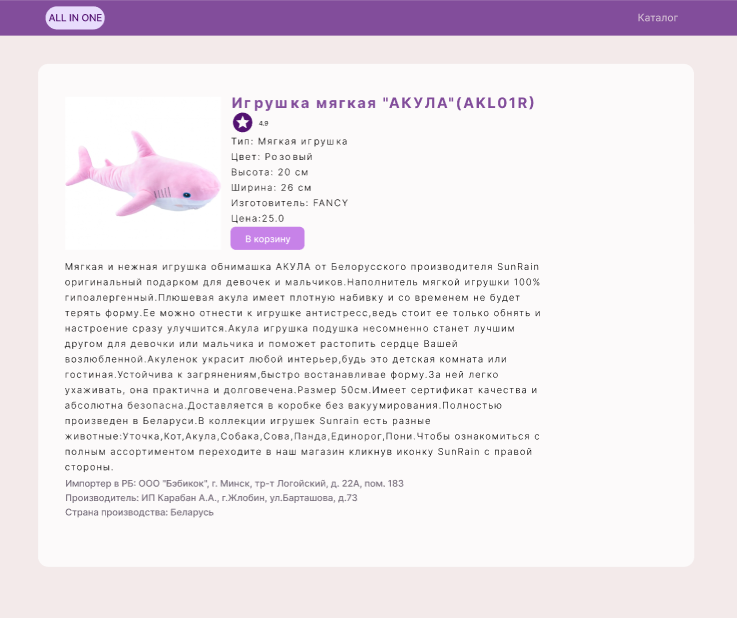 ALL IN ONE
Каталог
Игрушка мягкая "АКУЛА"(AKL01R)
4.9
Тип: Мягкая игрушка
Цвет: Розовый
Высота: 20 см
Ширина: 26 см
Изготовитель: FANCY
Цена:25.0
В корзину
Мягкая и нежная игрушка обнимашка АКУЛА от Белорусского производителя SunRain
оригинальный подарком для девочек и мальчиков.Наполнитель мягкой игрушки 100%
гипоалергенный.Плюшевая акула имеет плотную набивку и со временем не будет
терять форму.Ее можно отнести к игрушке антистресс,ведь стоит ее только обнять и
настроение сразу улучшится.Акула игрушка подушка несомненно станет лучшим
другом для девочки или мальчика и поможет растопить сердце Вашей
возлюбленной.Акуленок украсит любой интерьер,будь это детская комната или
гостиная.Устойчива к загрянениям,быстро востанавливае форму.За ней легко
ухаживать, она практична и долговечена.Размер 50см.Имеет сертификат качества и
абсолютна безопасна.Доставляется в коробке без вакуумирования.Полностью
произведен в Беларуси.В коллекции игрушек Sunrain есть разные
животные:Уточка,Кот,Акула,Собака,Сова,Панда,Единорог,Пони.Чтобы ознакомиться с
полным ассортиментом переходите в наш магазин кликнув иконку SunRain с правой
стороны.
Импортер в РБ: ООО "Бэбикок", г. Минск, тр-т Логойский, д. 22А, пом. 183
Производитель: ИП Карабан А.А., г.Жлобин, ул.Барташова, д.73
Страна производства: Беларусь